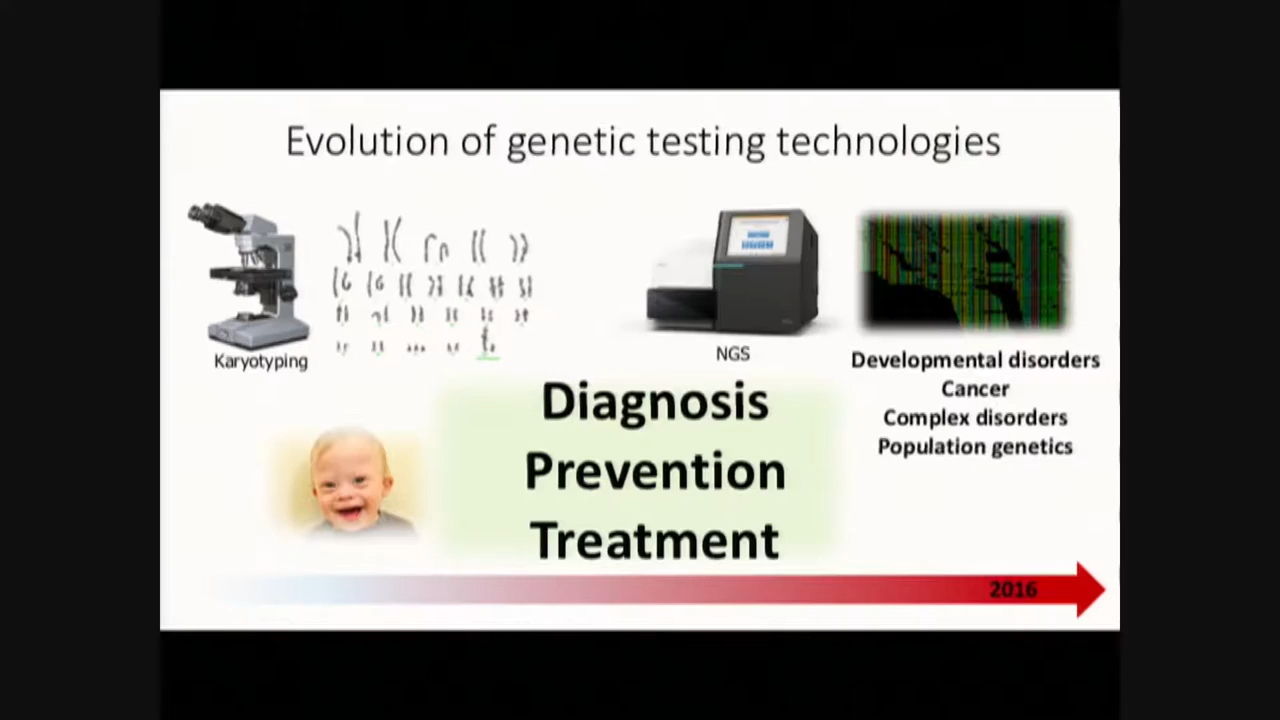 Evolution of genetic testing technologies
Karyotyping
NGS
Developmental disorders
Cancer
Complex disorders
Population genetics
Diagnosis
Prevention
Treatment
2016